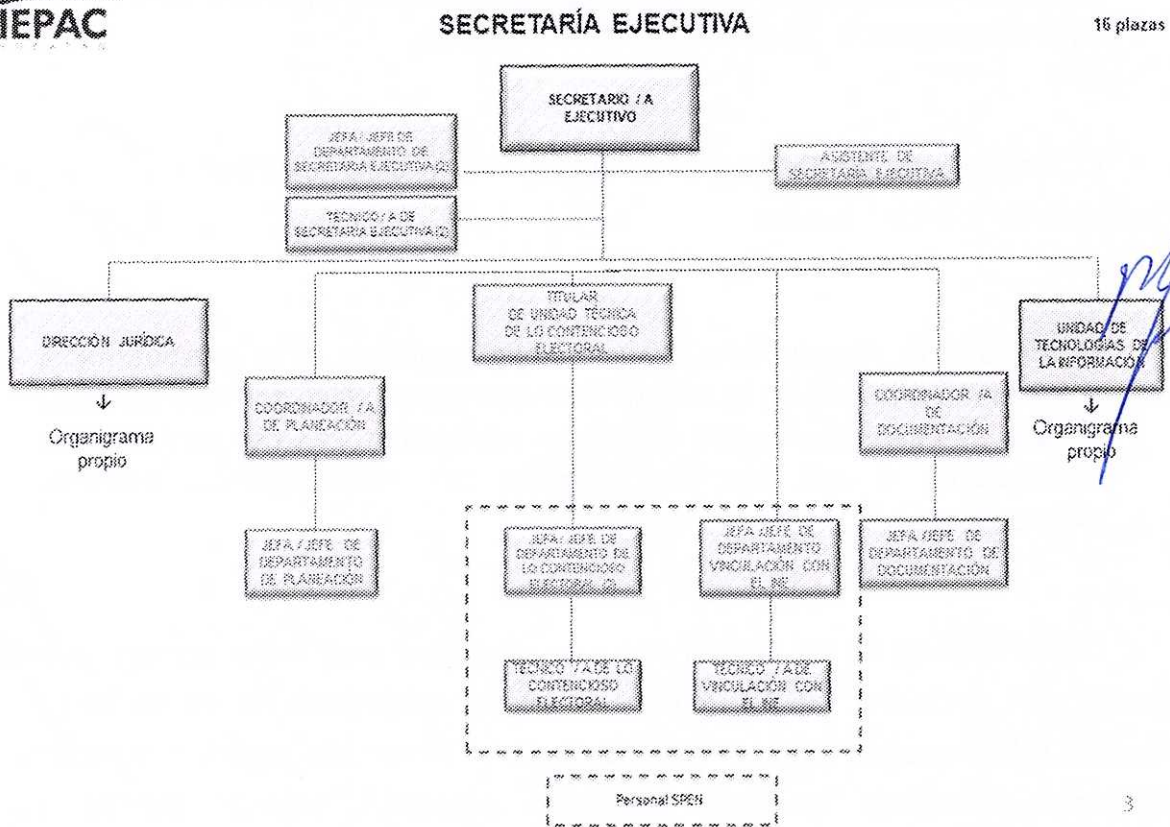 IEPAC
SECRETARÍA EJECUTIVA
16 plazas
SECRETARIO / A
EJECUTIVO
JEFA / JEFE DE
DEPARTAMENTO DE
SECRETARIA EJECUTIVA(2)
ASISTENTE DE
SECRETARÍA EJECUTIVA
TECNICO / A DE
SECRETARIA EJECUTIVA(2)
DIRECCIÓN JURÍDICA
↓
Organigrama
propio
TITULAR
DE UNIDAD TÉCNICA
DE LO CONTENCIOSO
ELECTORAL
UNIDAD DE
TECNOLOGÍAS DE
LA INFORMACIÓN
↓
Organigrama
propio
COORDINADOR / A
DE PLANEACIÓN
COORDINADOR /A
DE
DOCUMENTACIÓN
JEFA /JEFE DE
DEPARTAMENTO
DE PLANEACIÓN
JEFA / JEFE DE
DEPARTAMENTO DE
LO CONTENCIOSO
ELECTORAL (2)
JEFA /JEFE DE
DEPARTAMENTO
VINCULACIÓN CON
EL INE
JEFA /JEFE DE
DEPARTAMENTO DE
DOCUMENTACIÓN
TECNICO / A DE LO
CONTENCIOSO
ELECTORAL
TECNICO / A DE
VINCULACIÓN CON
EL INE
Personal SPEN
3